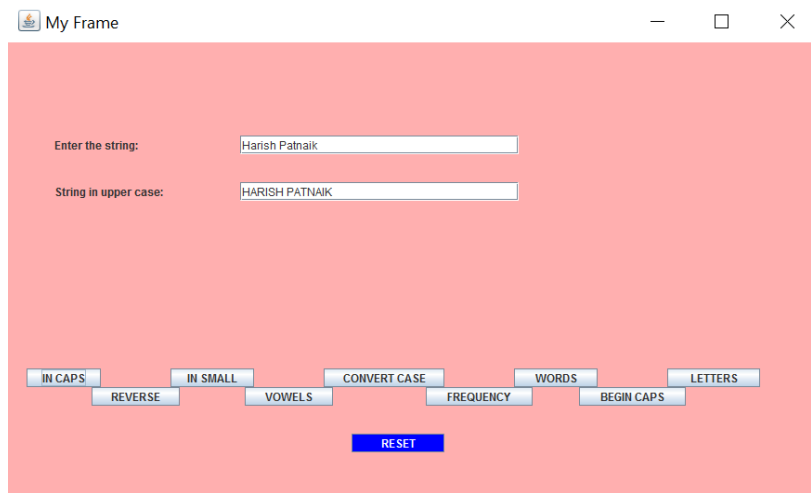 My Frame
Enter the string: Harish Patnaik
String in upper case: HARISH PATNAIK
IN CAPS IN SMALL CONVERT CASE WORDS LETTERS
REVERSE VOWELS FREQUENCY BEGIN CAPS
RESET